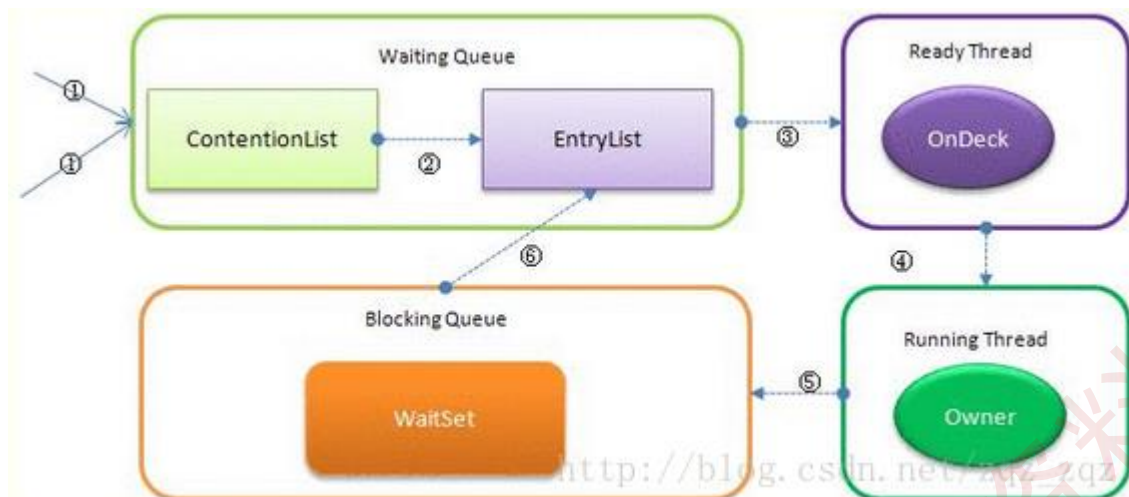 Waiting Queue
Ready Thread
①
ContentionList
②
EntryList
③
OnDeck
①
⑥
④
Blocking Queue
Running Thread
⑤
WaitSet
Owner
http://blog.csdn.net/zqz_zqz